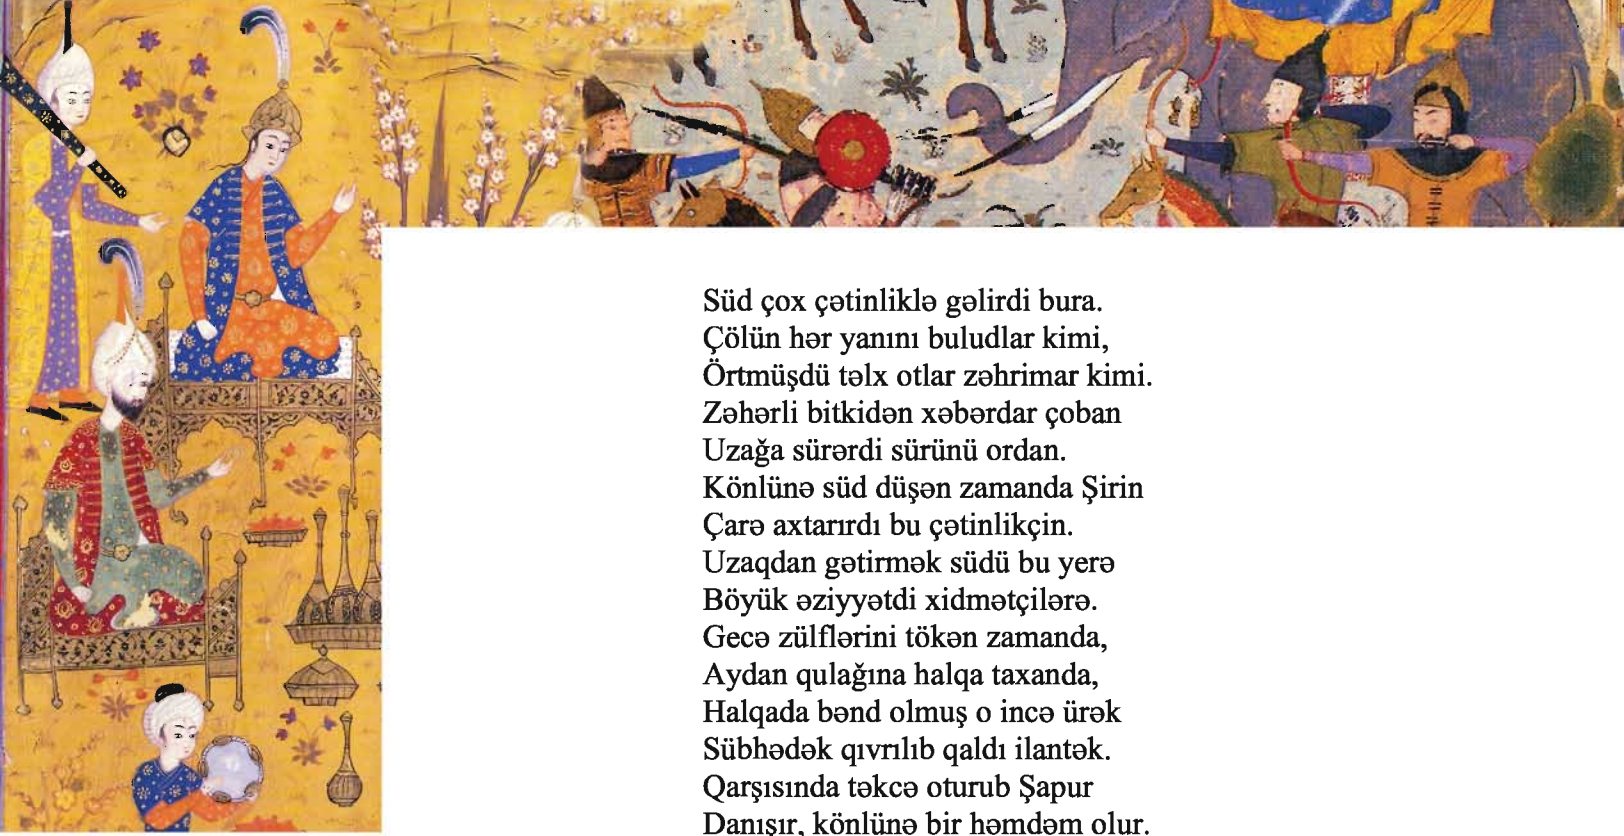 Süd çox çətinliklə gəlirdi bura.
Çölün hər yanını buludlar kimi,
Örtmüşdü təlx otlar zəhrimar kimi.
Zəhərli bitkidən xəbərdar çoban
Uzağa sürərdi sürünü ordan.
Könlünə süd düşən zamanda Şirin
Çarə axtarırdı bu çətinlikçin.
Uzaqdan gətirmək südü bu yerə
Böyük əziyyətdi xidmətçilərə.
Gecə zülflərini tökən zamanda,
Aydan qulağına halqa taxanda,
Halqada bənd olmuş o incə ürək
Sübhədək qıvrılıb qaldı ilantək.
Qarşısında təkcə oturub Şapur
Danışır, könlünə bir həmdəm olur.